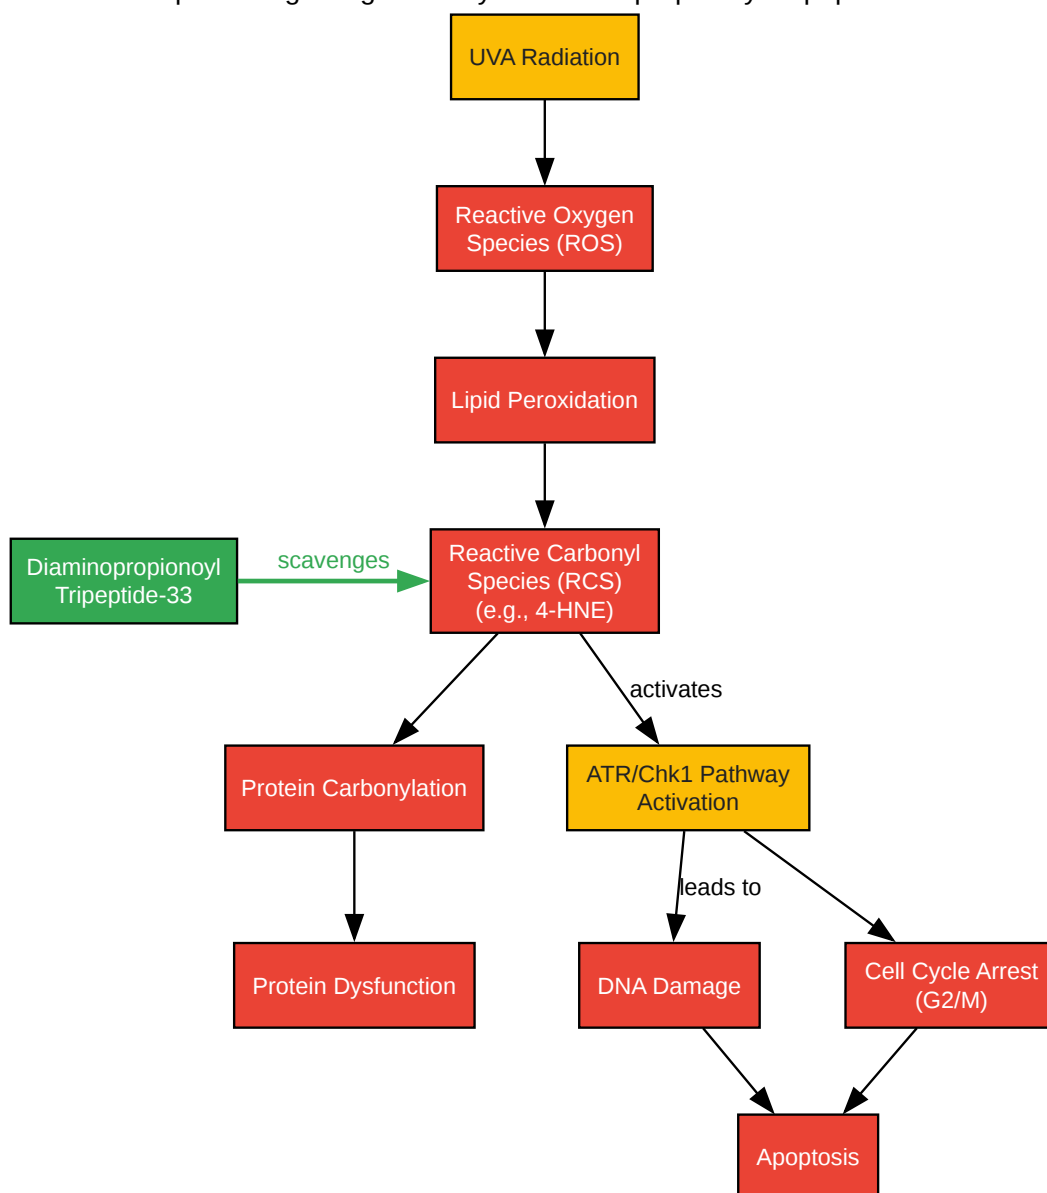 UVA Radiation
Reactive Oxygen
Species (ROS)
Lipid Peroxidation
Diaminopropionoyl
Tripeptide-33
scavenges
Reactive Carbonyl
Species (RCS)
(e.g., 4-HNE)
activates
Protein Carbonylation
ATR/Chk1 Pathway
Activation
leads to
Protein Dysfunction
DNA Damage
Cell Cycle Arrest
(G2/M)
Apoptosis